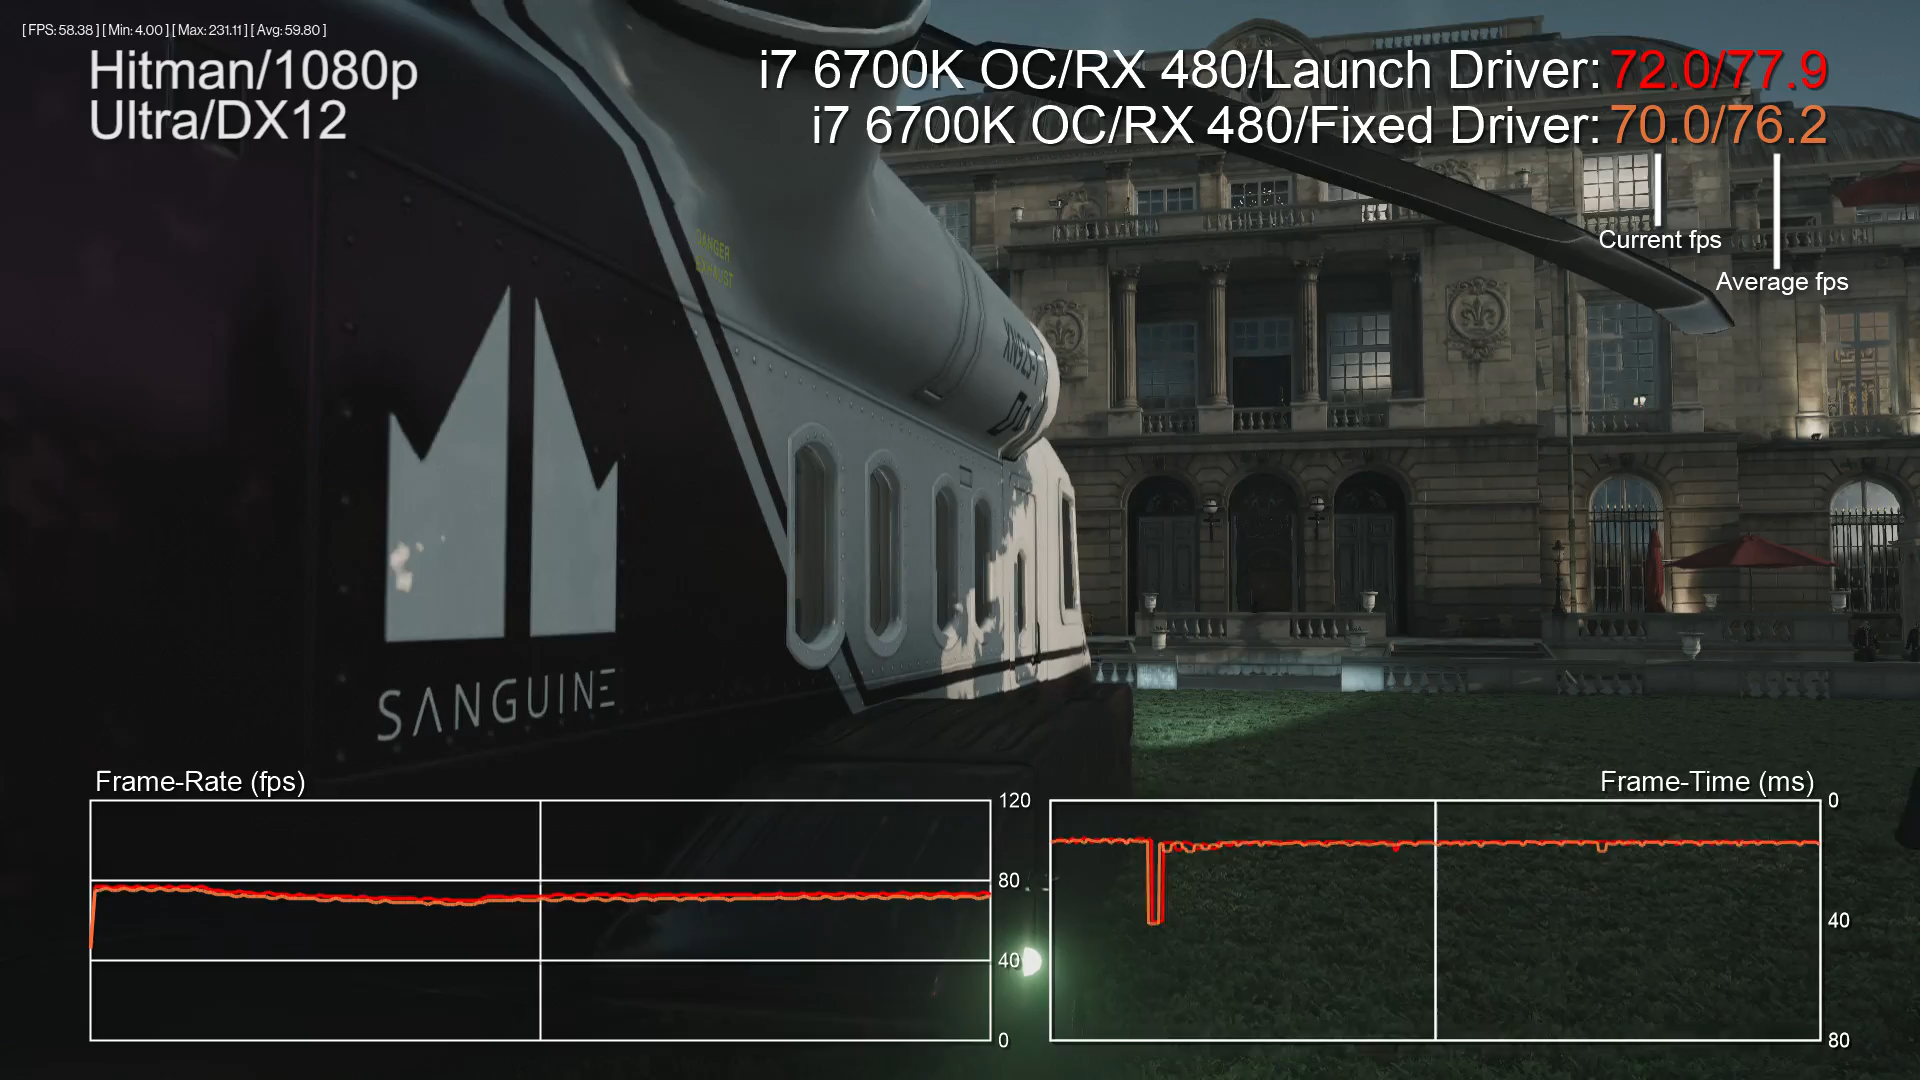 [ FPS: 58.38 ] [ Min: 4.00 ] [ Max: 231.11 ] [ Avg: 59.80 ]
Hitman/1080p
Ultra/DX12
i7 6700K OC/RX 480/Launch Driver: 72.0/77.9
i7 6700K OC/RX 480/Fixed Driver: 70.0/76.2
Current fps
Average fps
DANGER
EXHAUST
SANGUINE
Frame-Rate (fps)
120
80
40
0
Frame-Time (ms)
0
40
80